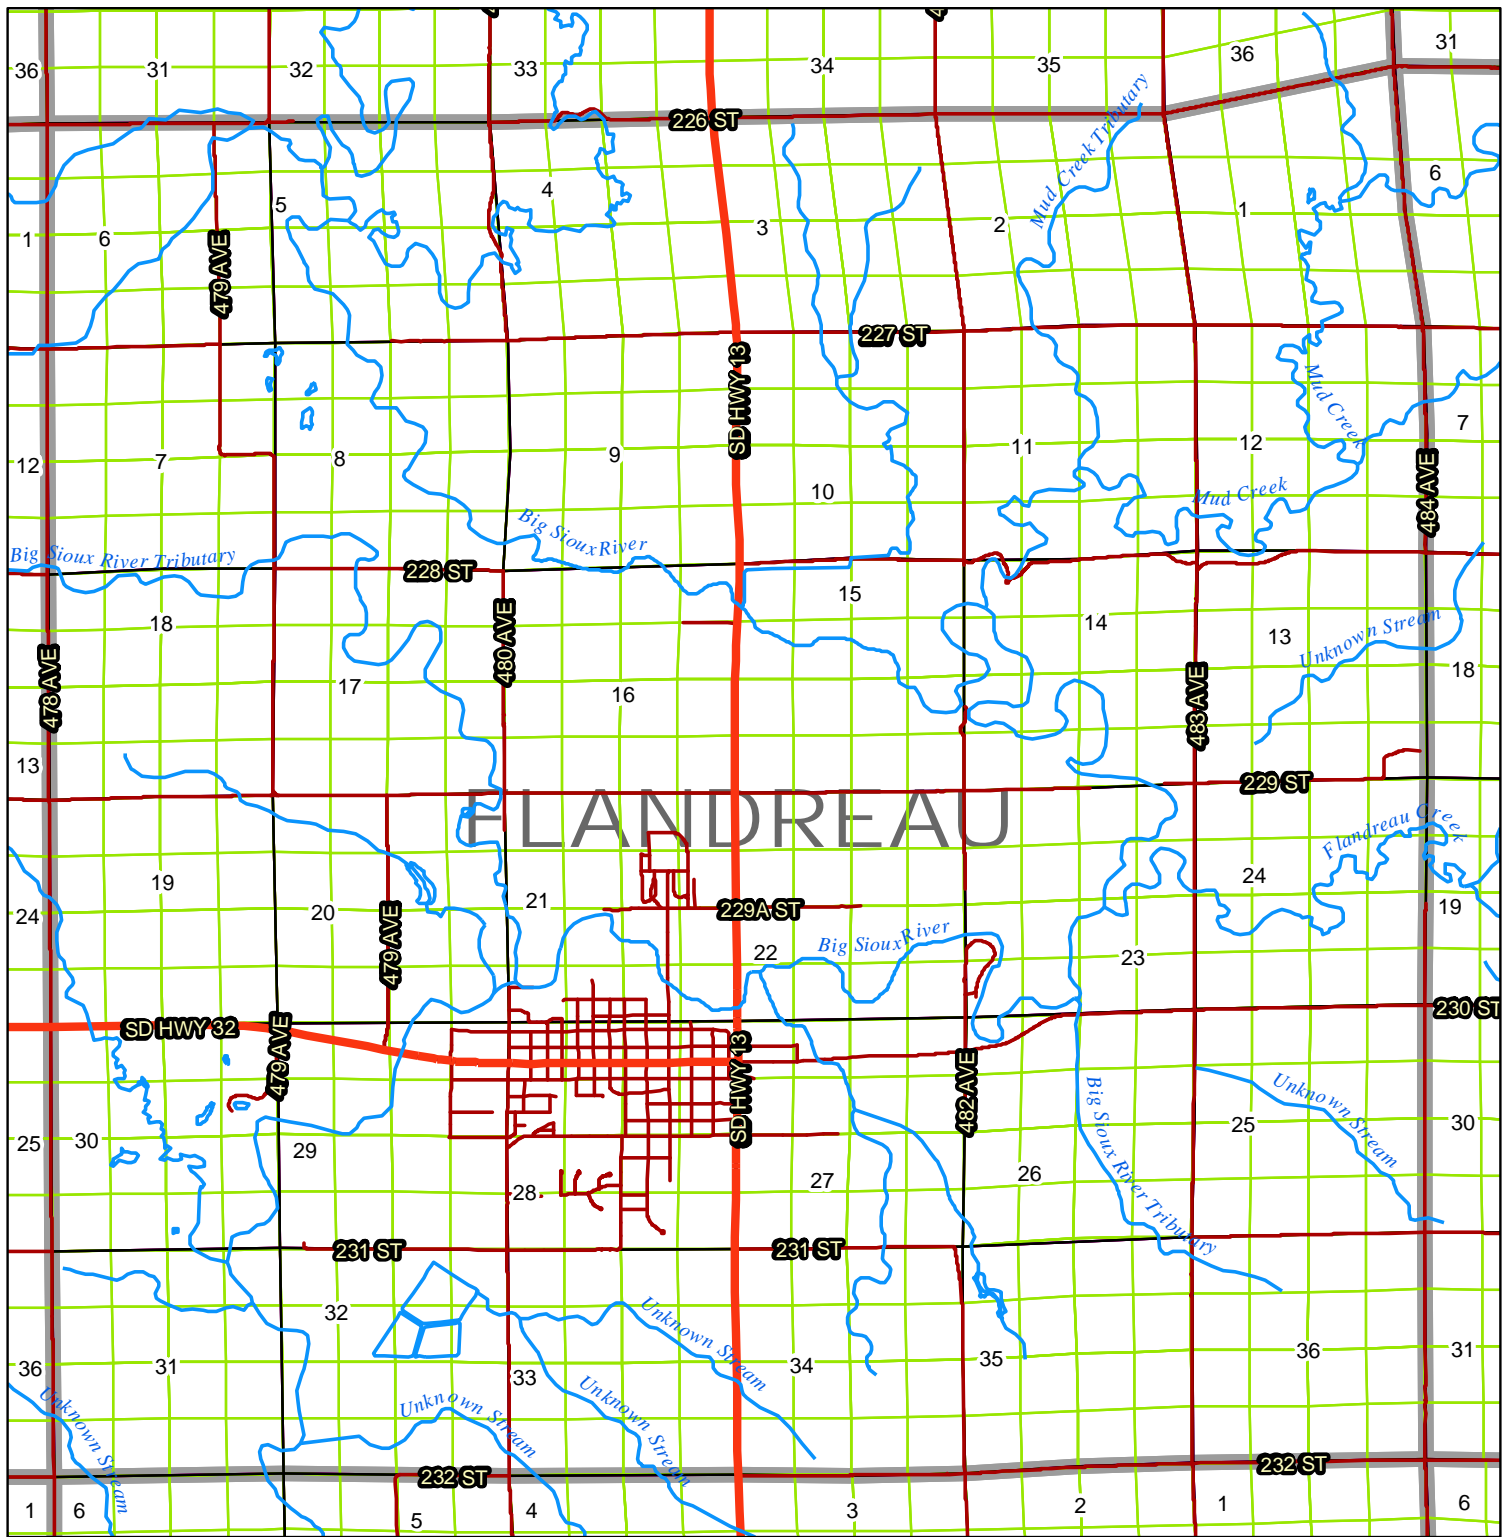 36
31
32
33
34
35
36
31
226 ST
Mud Creek Tributary
6
5
4
3
2
1
6
1
479 AVE
227 ST
SD HWY 13
Mud Creek
12
7
8
9
10
11
12
7
484 AVE
Mud Creek
Big Sioux River
Big Sioux River Tributary
228 ST
480 AVE
18
17
16
15
14
13
18
Unknown Stream
478 AVE
483 AVE
13
229 ST
FLANDREAU
Flandreau Creek
24
19
20
21
22
23
24
19
479 AVE
229A ST
Big Sioux River
230 ST
SD HWY 32
479 AVE
SD HWY 13
482 AVE
Big Sioux River Tributary
Unknown Stream
25
30
29
28
27
26
25
30
231 ST
231 ST
36
31
32
33
34
35
36
31
Unknown Stream
Unknown Stream
Unknown Stream
Unknown Stream
232 ST
232 ST
1
6
5
4
3
2
1
6